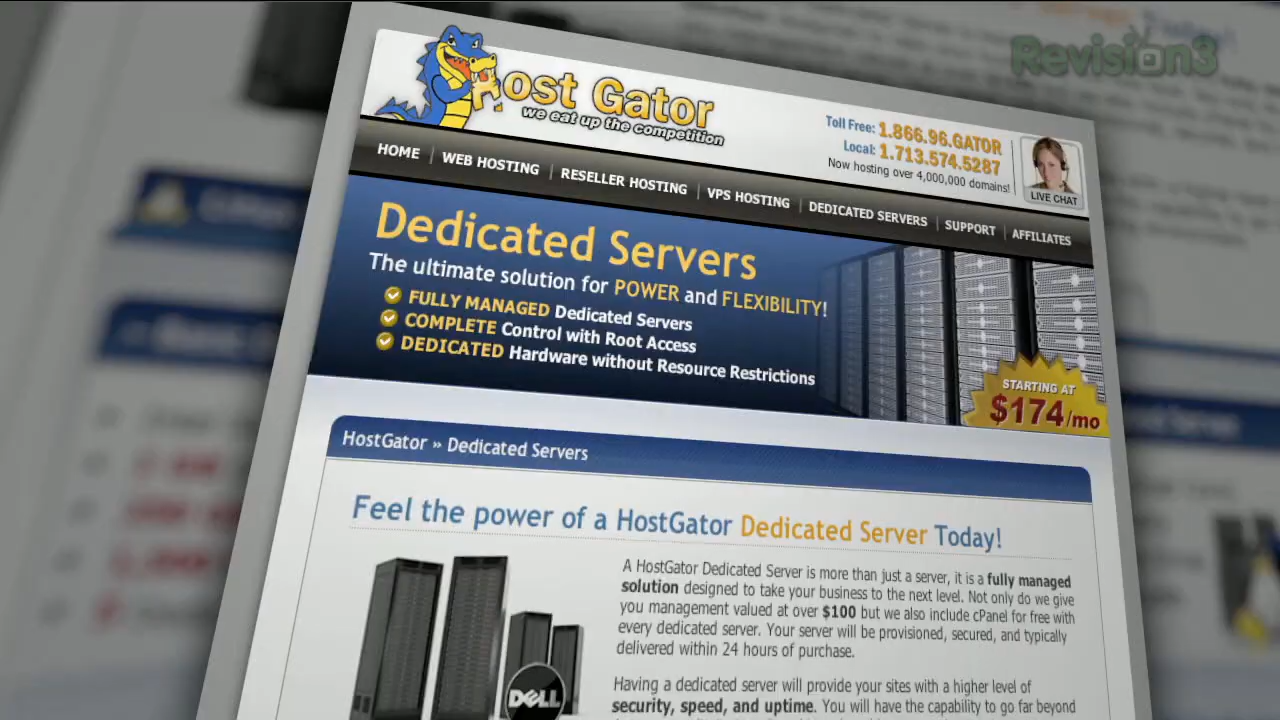 Revision3
Host Gator
we eat up the competition
Toll Free: 1.866.96.GATOR
Local: 1.713.574.5287
Now hosting over 4,000,000 domains!
LIVE CHAT
HOME
WEB HOSTING
RESELLER HOSTING
VPS HOSTING
DEDICATED SERVERS
SUPPORT
AFFILIATES
Dedicated Servers
The ultimate solution for POWER and FLEXIBILITY!
FULLY MANAGED Dedicated Servers
COMPLETE Control with Root Access
DEDICATED Hardware without Resource Restrictions
STARTING AT
$174/mo
HostGator » Dedicated Servers
Feel the power of a HostGator Dedicated Server Today!
A HostGator Dedicated Server is more than just a server, it is a fully managed
solution designed to take your business to the next level. Not only do we give
you management valued at over $100 but we also include cPanel for free with
every dedicated server. Your server will be provisioned, secured, and typically
delivered within 24 hours of purchase.
DELL
Having a dedicated server will provide your sites with a higher level of
security, speed, and uptime. You will have the capability to go far beyond